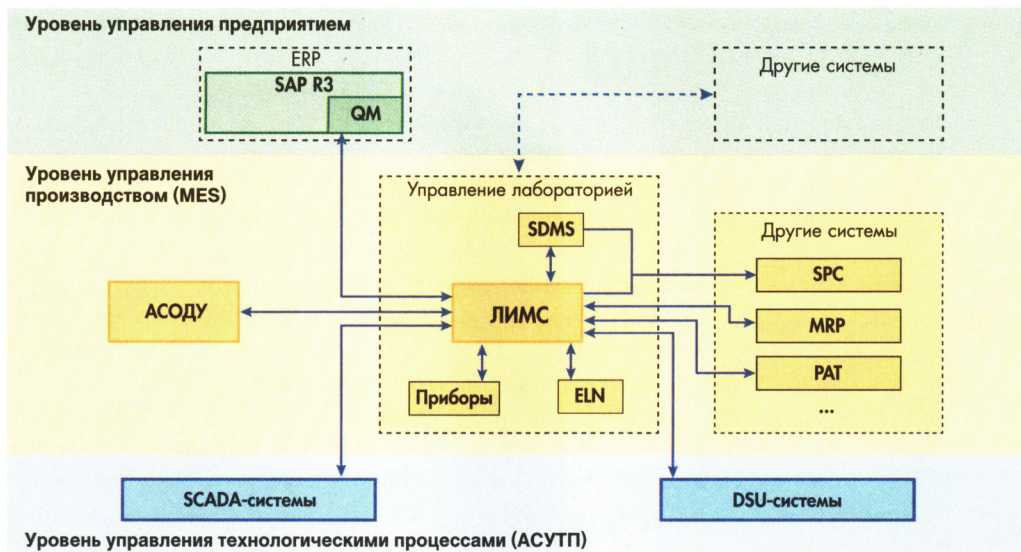 Уровень управления предприятием
ERP
SAP R3
QM
Другие системы
Уровень управления
производством (MES)
Управление лабораторией
SDMS
Другие системы
SPC
АСОДУ
ЛИМС
MRP
PAT
Приборы
ELN
...
SCADA-системы
DSU-системы
Уровень управления технологическими процессами (АСУТП)